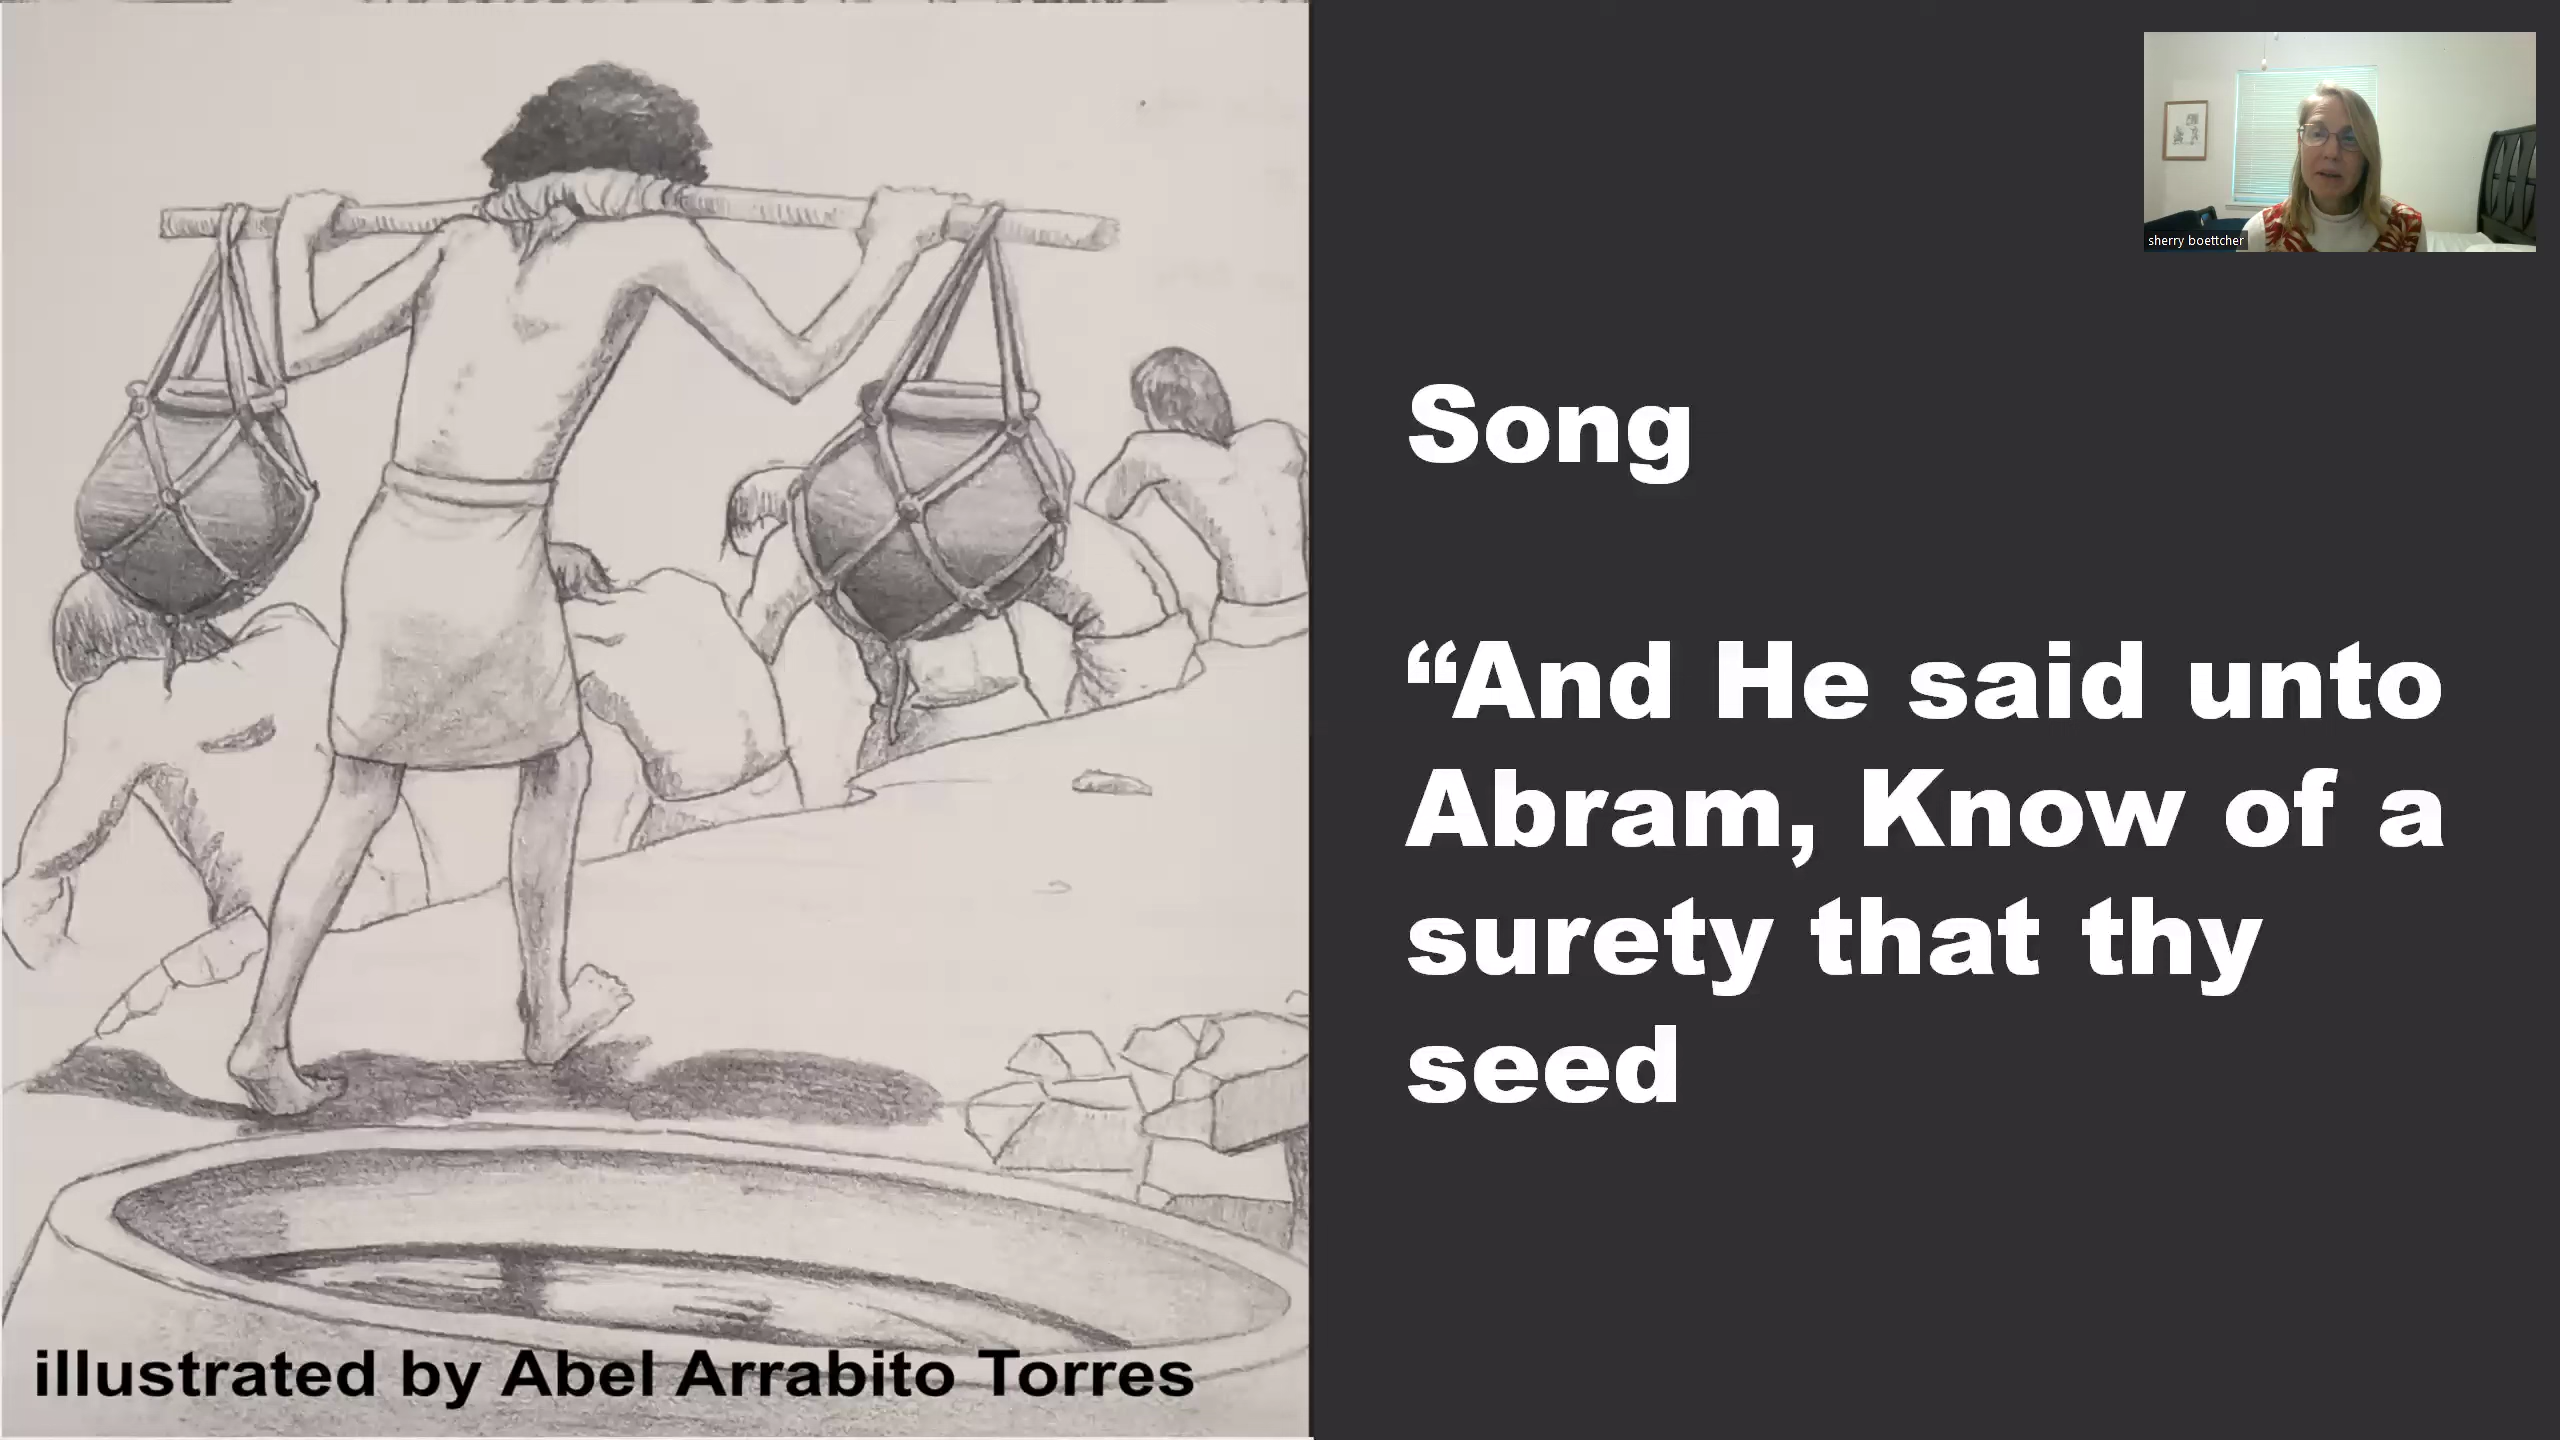 sherry boettcher
Song
“And He said unto
Abram, Know of a
surety that thy
seed
illustrated by Abel Arrabito Torres